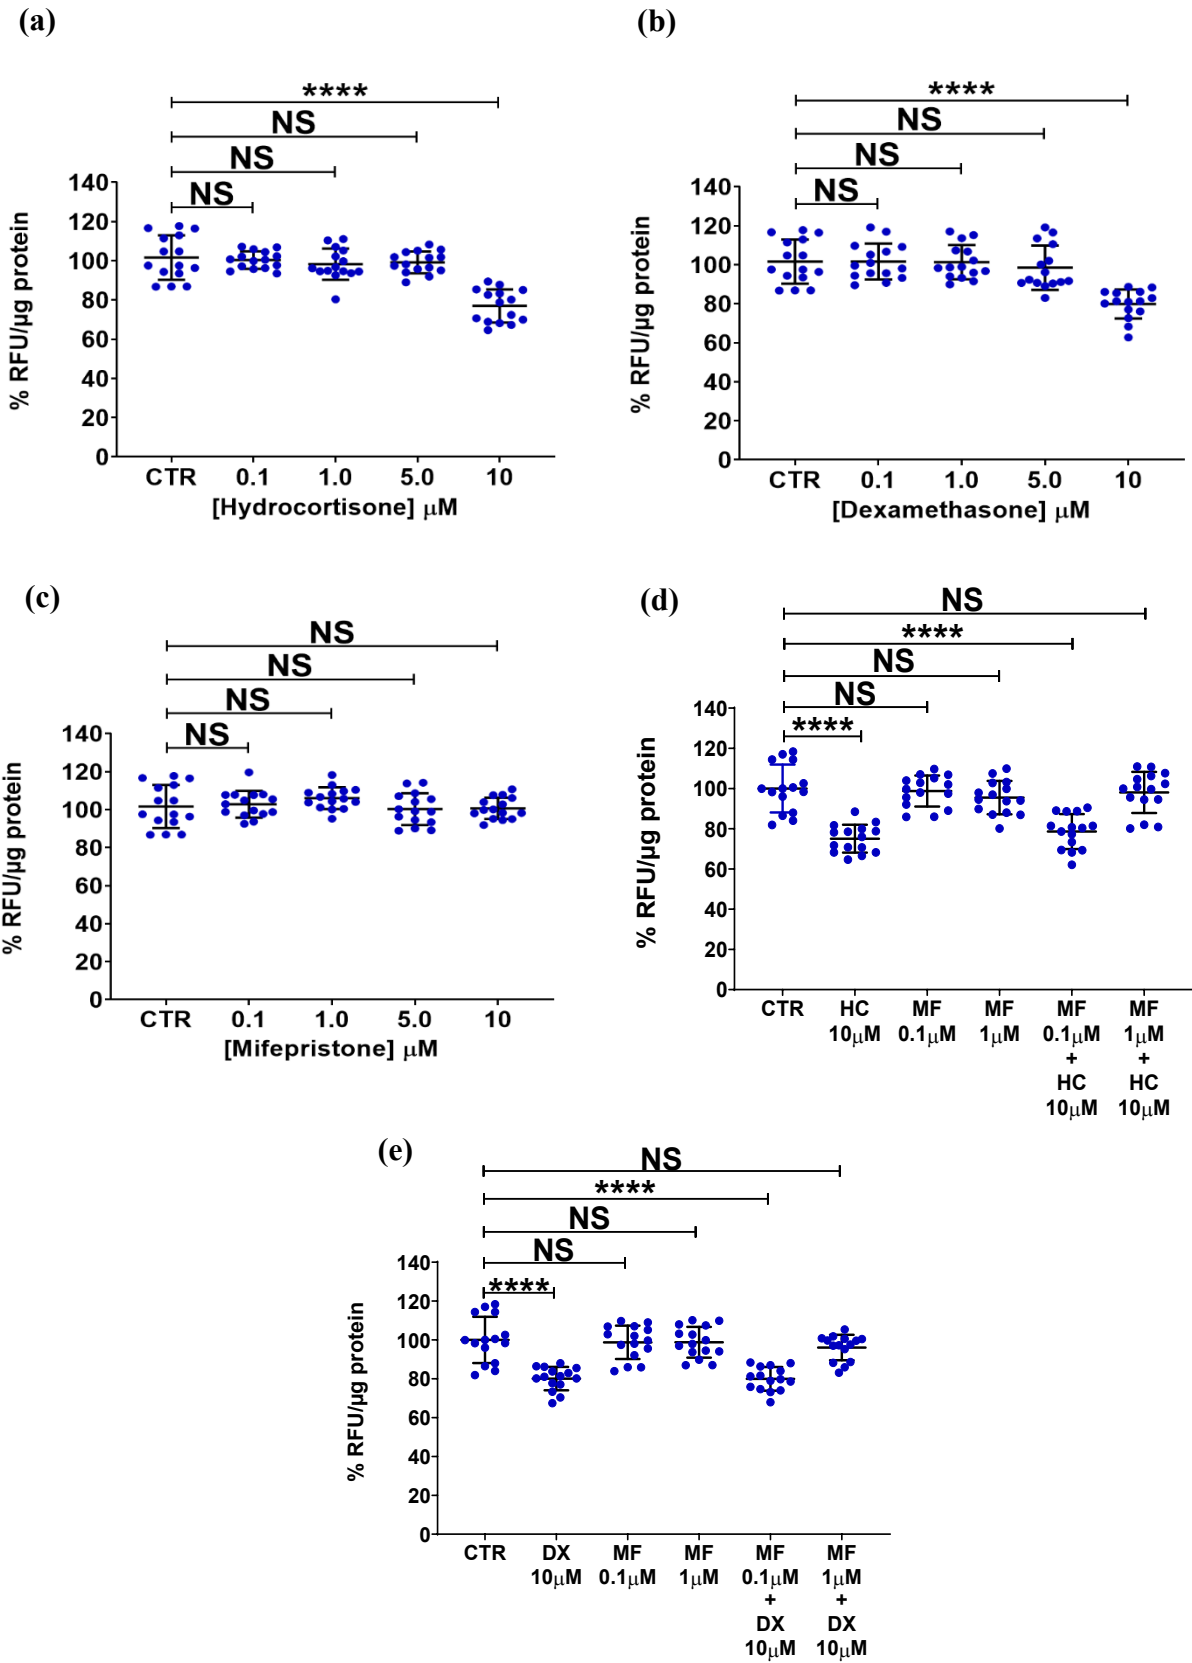 (a)
****
NS
NS
NS
140
120
100
80
60
40
20
0
% RFU/µg protein
CTR 0.1 1.0 5.0 10
[Hydrocortisone] µM
(b)
****
NS
NS
NS
140
120
100
80
60
40
20
0
% RFU/µg protein
CTR 0.1 1.0 5.0 10
[Dexamethasone] µM
(c)
NS
NS
NS
NS
140
120
100
80
60
40
20
0
% RFU/µg protein
CTR 0.1 1.0 5.0 10
[Mifepristone] µM
(d)
NS
****
NS
NS
****
140
120
100
80
60
40
20
0
% RFU/µg protein
CTR HC MF MF MF MF
10µM 0.1µM 1µM 0.1µM 1µM
+ +
HC HC
10µM 10µM
(e)
NS
****
NS
NS
****
140
120
100
80
60
40
20
0
% RFU/µg protein
CTR DX MF MF MF MF
10µM 0.1µM 1µM 0.1µM 1µM
+ +
DX DX
10µM 10µM